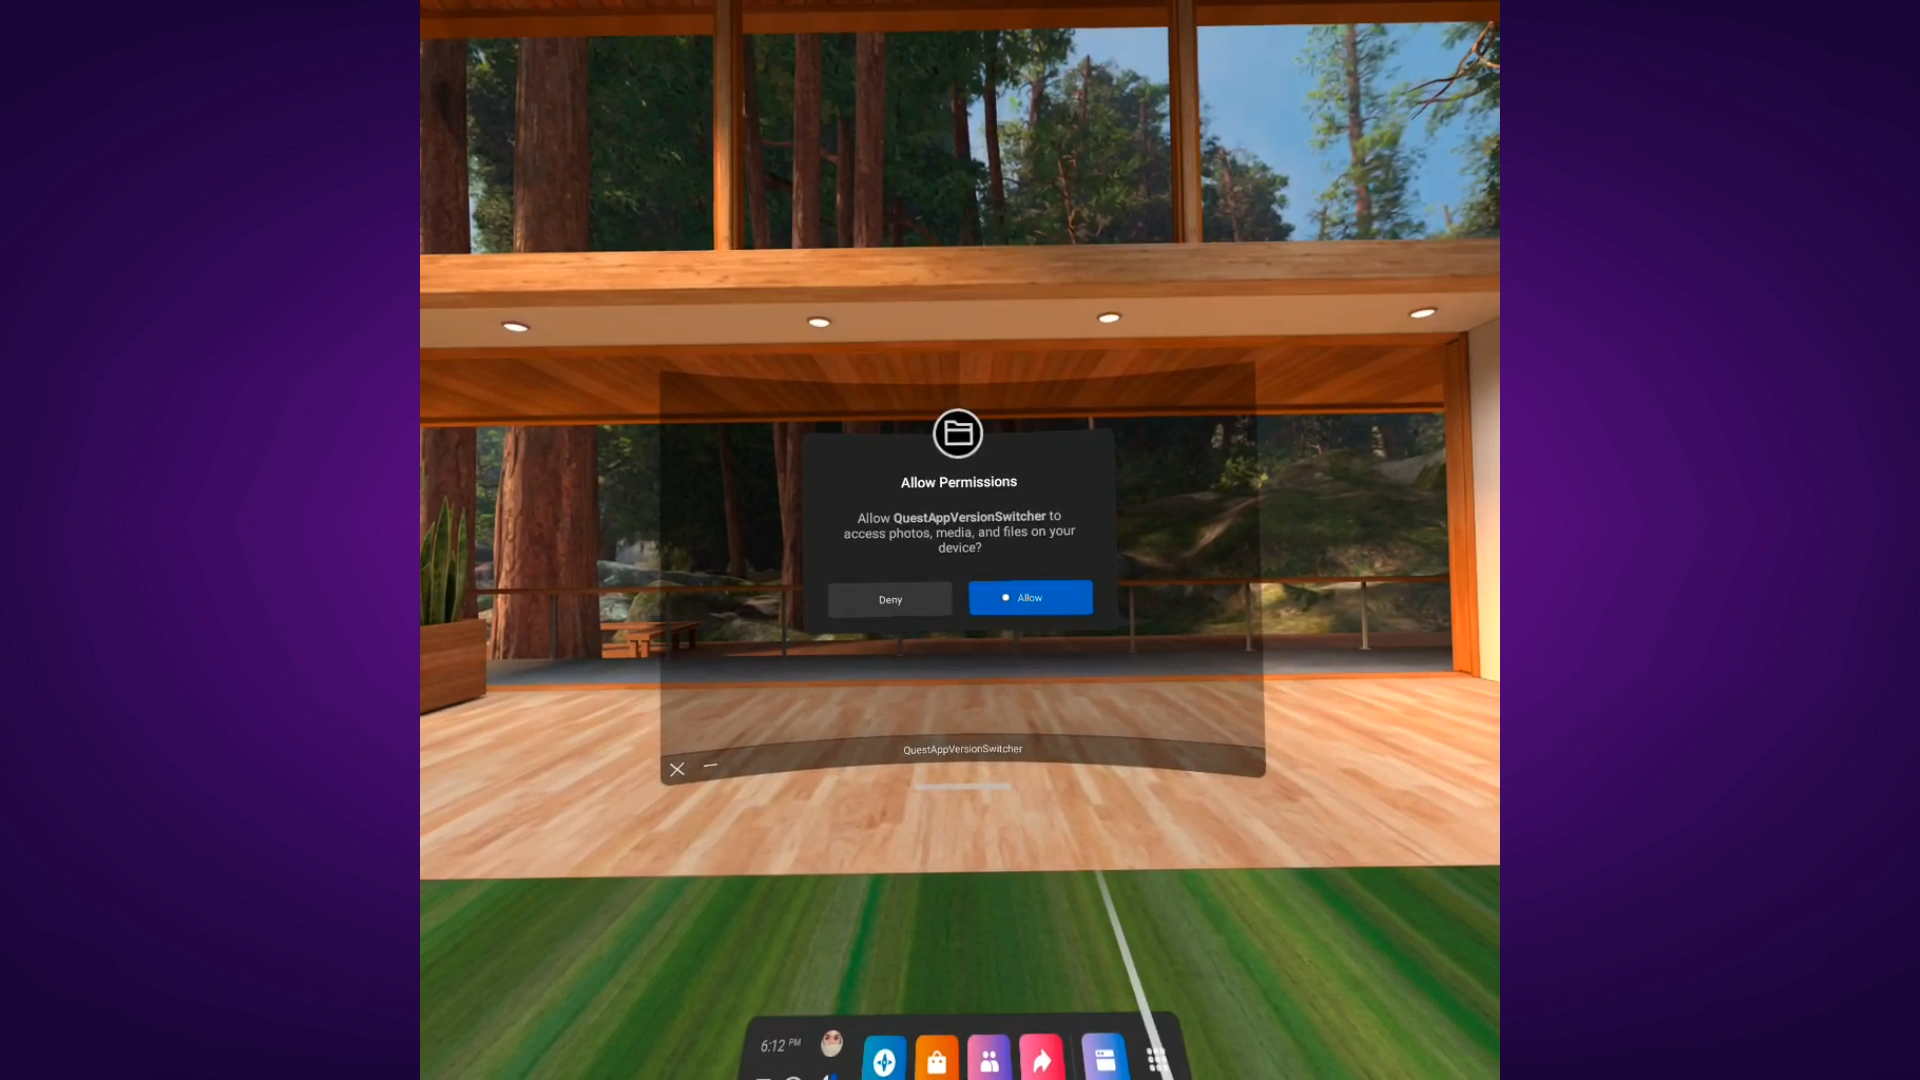 Allow Permissions
Allow QuestAppVersionSwitcher to
access photos, media, and files on your
device?
Deny
Allow
QuestAppVersionSwitcher
6:12 PM